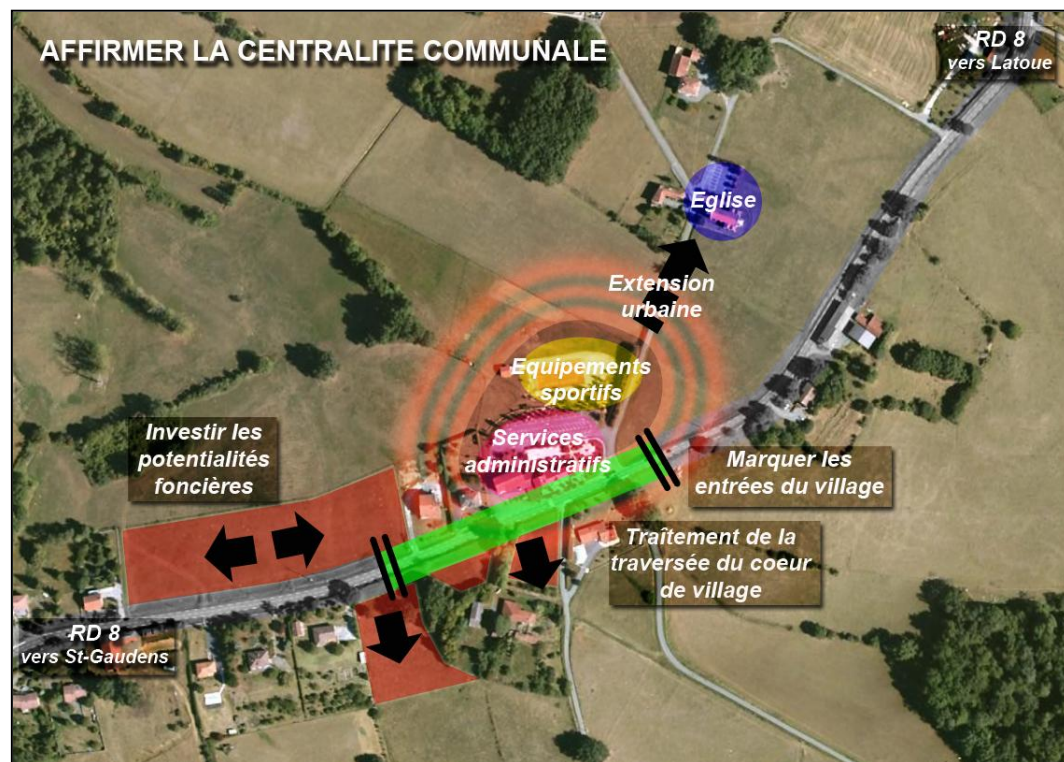 AFFIRMER LA CENTRALITE COMMUNALE
RD 8
vers Latoue
Eglise
Extension
urbaine
Equipements
sportifs
Services
administratifs
Investir les
potentialités
foncières
Marquer les
entrées du village
Traîtement de la
traversée du coeur
de village
RD 8
vers St-Gaudens